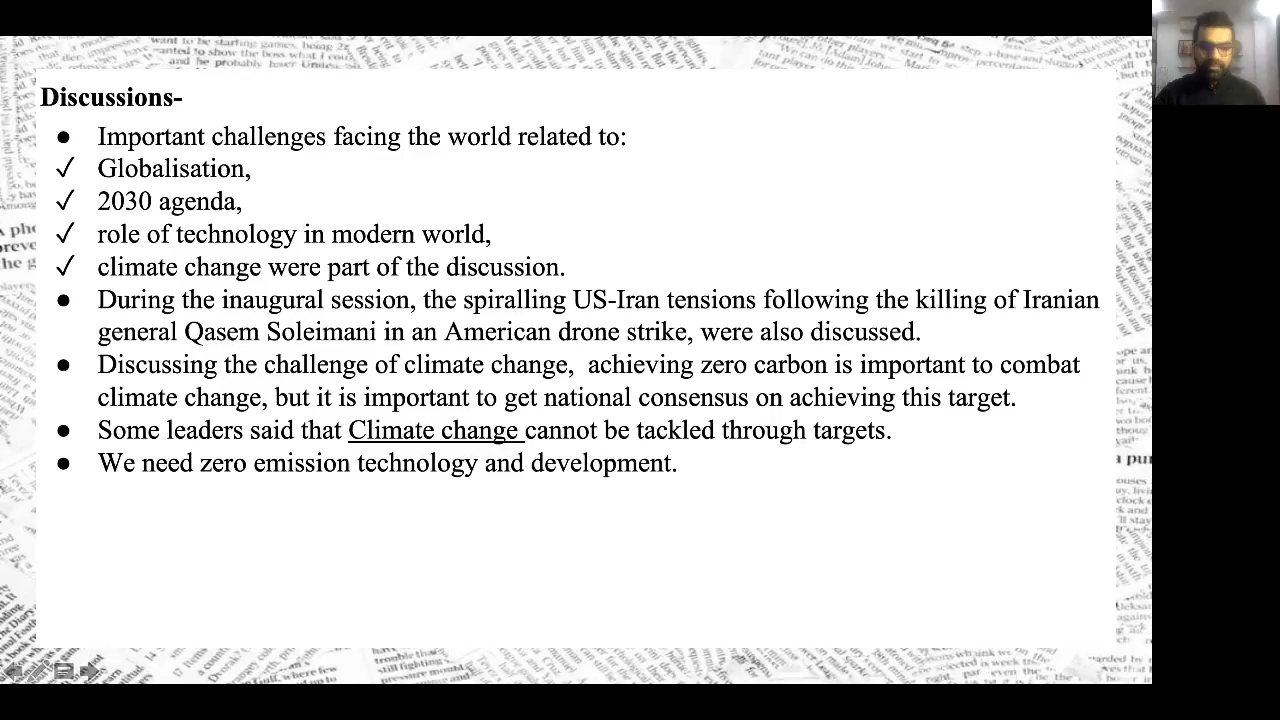 Discussions-
● Important challenges facing the world related to:
✓ Globalisation,
✓ 2030 agenda,
✓ role of technology in modern world,
✓ climate change were part of the discussion.
● During the inaugural session, the spiralling US-Iran tensions following the killing of Iranian
general Qasem Soleimani in an American drone strike, were also discussed.
● Discussing the challenge of climate change,  achieving zero carbon is important to combat
climate change, but it is important to get national consensus on achieving this target.
● Some leaders said that Climate change cannot be tackled through targets.
● We need zero emission technology and development.